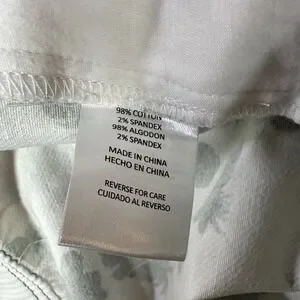 98% COTTON
2% SPANDEX
98% ALGODON
2% SPANDEX
MADE IN CHINA
HECHO EN CHINA
REVERSE FOR CARE
CUIDADO AL REVERSO